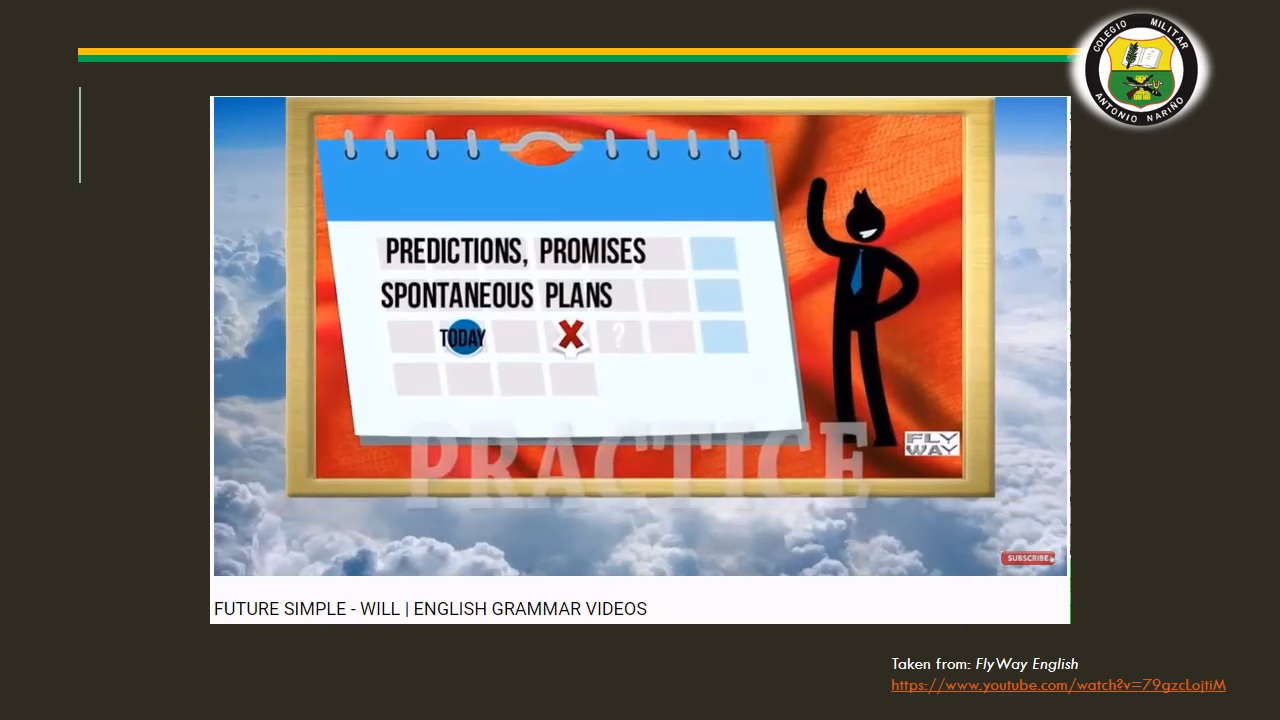 COLEGIO MILITAR
ANTONIO NARIÑO
PREDICTIONS, PROMISES
SPONTANEOUS PLANS
TODAY
?
PRACTICE
FLY
WAY
SUBSCRIBE
FUTURE SIMPLE - WILL | ENGLISH GRAMMAR VIDEOS
Taken from: FlyWay English
https://www.youtube.com/watch?v=79gzcLojtiM